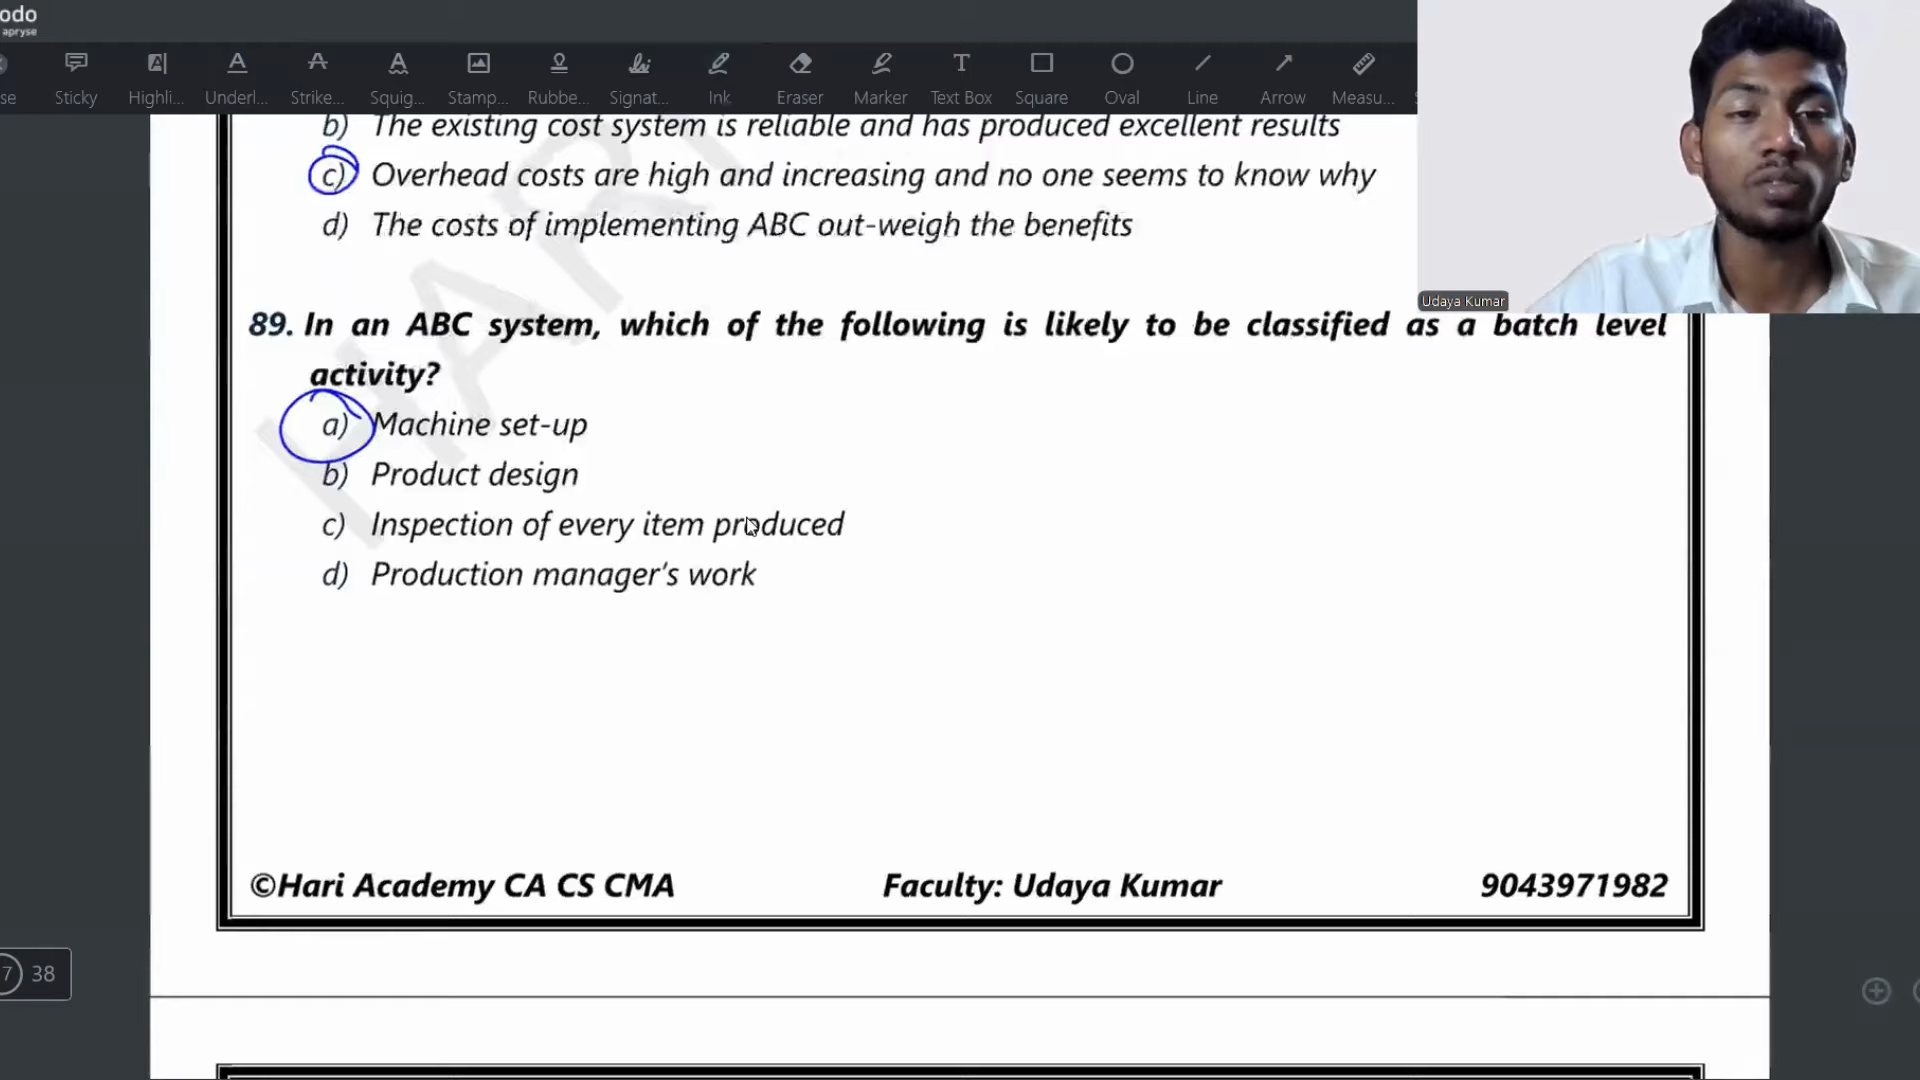 odo
apryse
se
Sticky
Highli...
Underl...
Strike...
Squig...
Stamp...
Rubbe...
Signat...
Ink
Eraser
Marker
Text Box
Square
Oval
Line
Arrow
Measu...
b) The existing cost system is reliable and has produced excellent results
c) Overhead costs are high and increasing and no one seems to know why
d) The costs of implementing ABC out-weigh the benefits
Udaya Kumar
89. In an ABC system, which of the following is likely to be classified as a batch level
activity?
a) Machine set-up
b) Product design
c) Inspection of every item produced
d) Production manager's work
HARI
©Hari Academy CA CS CMA
Faculty: Udaya Kumar
9043971982
7 38